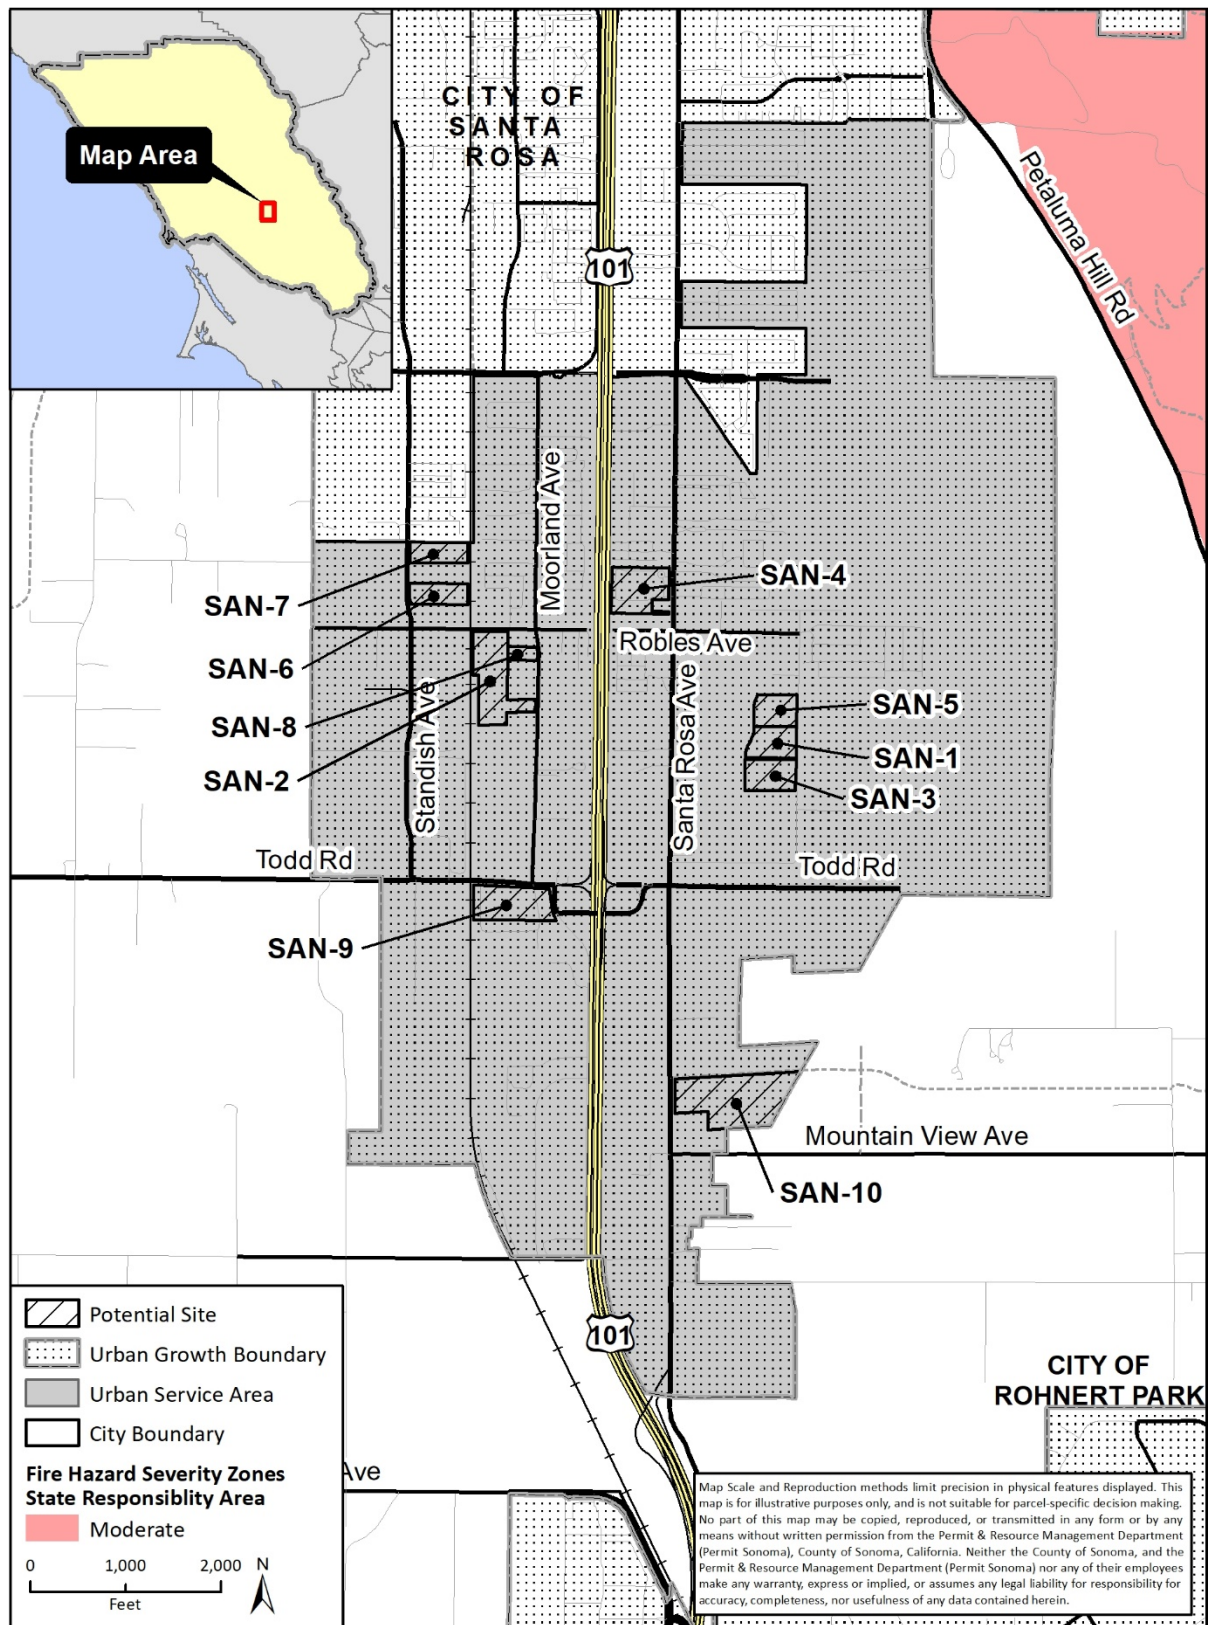 CITY OF
SANTA
ROSA
Map Area
Petaluma Hill Rd
101
Moorland Ave
SAN-4
SAN-7
Robles Ave
SAN-6
SAN-5
SAN-8
SAN-1
Standish Ave
Santa Rosa Ave
SAN-2
SAN-3
Todd Rd
Todd Rd
SAN-9
Mountain View Ave
SAN-10
101
CITY OF
ROHNERT PARK
Potential Site
Urban Growth Boundary
Urban Service Area
City Boundary
Fire Hazard Severity Zones
State Responsiblity Area
Moderate
0 1,000 2,000
Feet
N
Ave
Map Scale and Reproduction methods limit precision in physical features displayed. This
map is for illustrative purposes only, and is not suitable for parcel-specific decision making.
No part of this map may be copied, reproduced, or transmitted in any form or by any
means without written permission from the Permit & Resource Management Department
(Permit Sonoma), County of Sonoma, California. Neither the County of Sonoma, and the
Permit & Resource Management Department (Permit Sonoma) nor any of their employees
make any warranty, express or implied, or assumes any legal liability for responsibility for
accuracy, completeness, nor usefulness of any data contained herein.